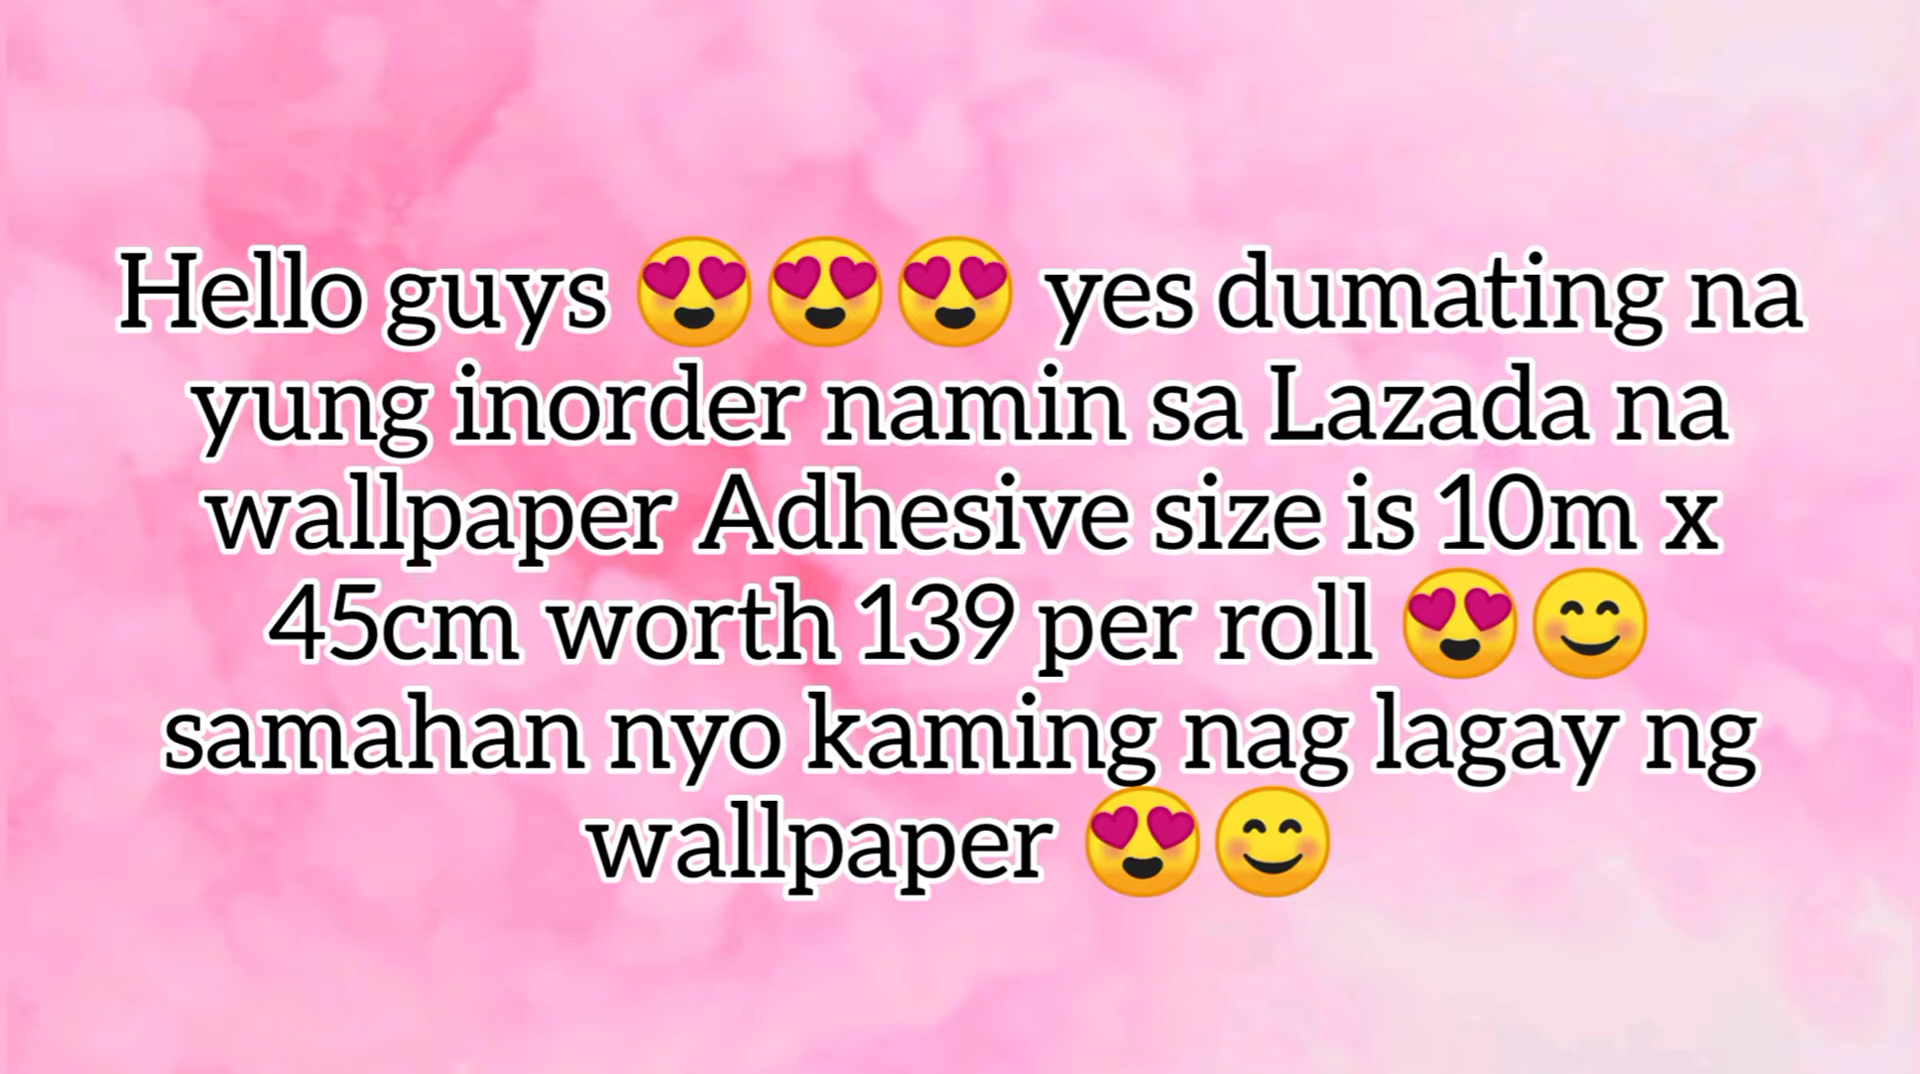 Hello guys 😍😍😍 yes dumating na
yung inorder namin sa Lazada na
wallpaper Adhesive size is 10m x
45cm worth 139 per roll 😍😊
samahan nyo kaming nag lagay ng
wallpaper 😍😊